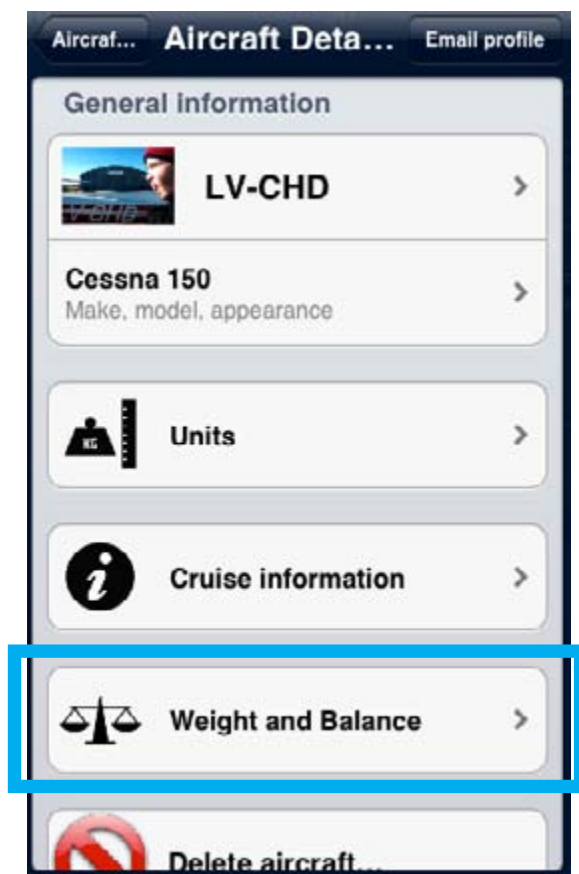 Aircraf...
Aircraft Deta...
Email profile
General information
LV-CHD
Cessna 150
Make, model, appearance
KG
Units
Cruise information
Weight and Balance
Delete aircraft...